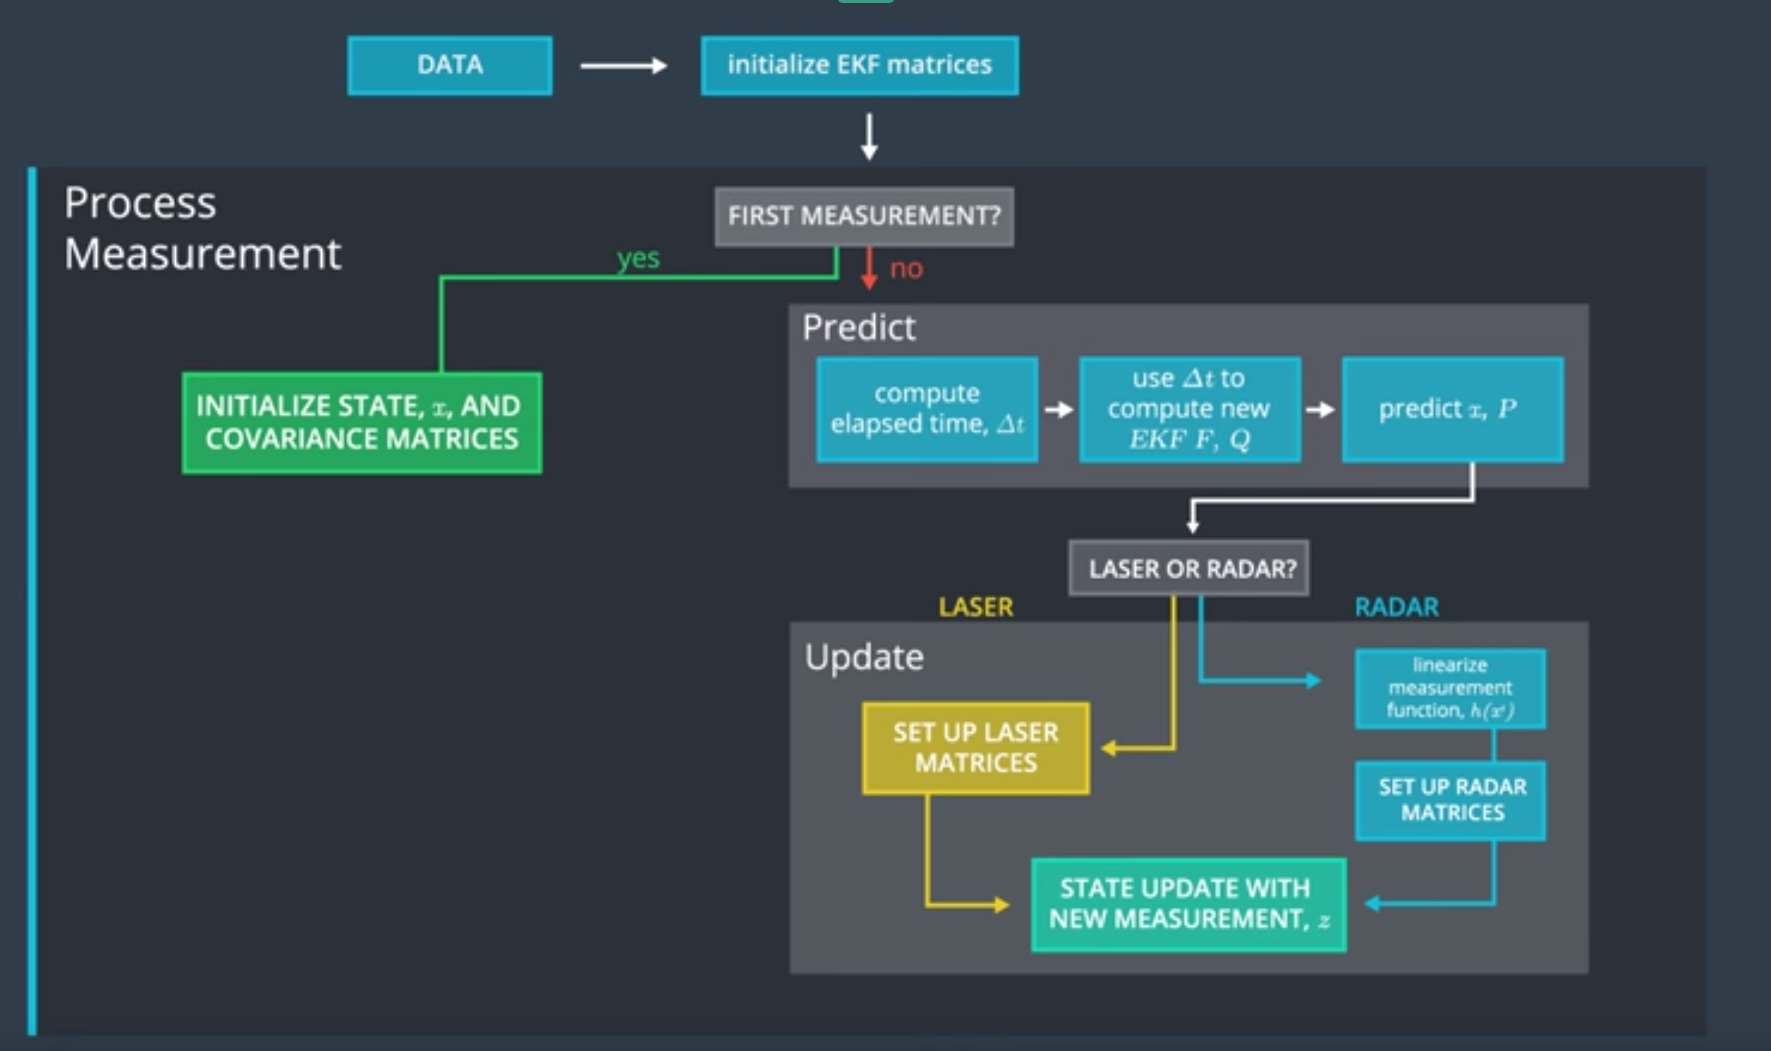 DATA
initialize EKF matrices
Process
Measurement
FIRST MEASUREMENT?
yes
no
Predict
compute
elapsed time, Δt
use Δt to
compute new
EKF F, Q
predict x, P
INITIALIZE STATE, x, AND
COVARIANCE MATRICES
LASER OR RADAR?
LASER
RADAR
Update
linearize
measurement
function, h(x')
SET UP LASER
MATRICES
SET UP RADAR
MATRICES
STATE UPDATE WITH
NEW MEASUREMENT, z